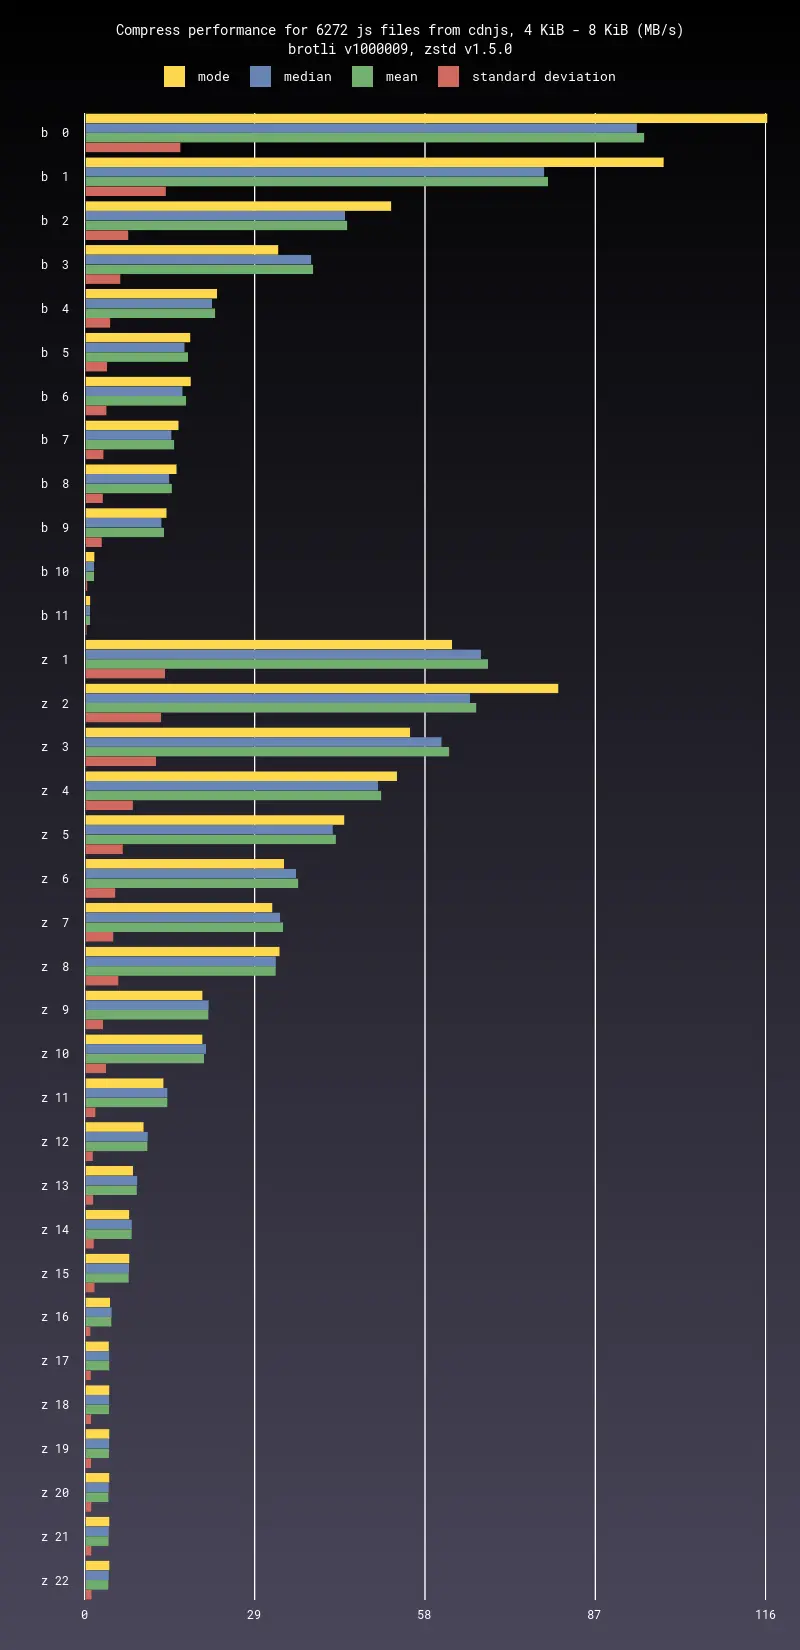 Compress performance for 6272 js files from cdnjs, 4 KiB - 8 KiB (MB/s)
brotli v1000009, zstd v1.5.0
mode median mean standard deviation
b 0
b 1
b 2
b 3
b 4
b 5
b 6
b 7
b 8
b 9
b 10
b 11
z 1
z 2
z 3
z 4
z 5
z 6
z 7
z 8
z 9
z 10
z 11
z 12
z 13
z 14
z 15
z 16
z 17
z 18
z 19
z 20
z 21
z 22
0 29 58 87 116